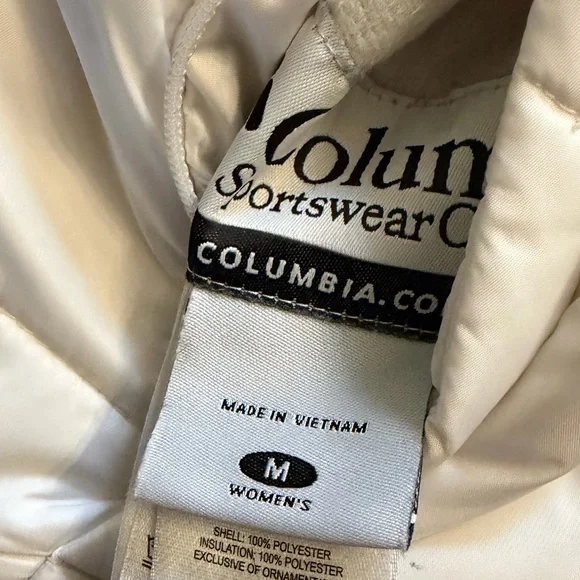 Colum
Sportswear C
COLUMBIA.CO
MADE IN VIETNAM
M
WOMEN'S
SHELL: 100% POLYESTER
INSULATION: 100% POLYESTER
EXCLUSIVE OF ORNAMENT